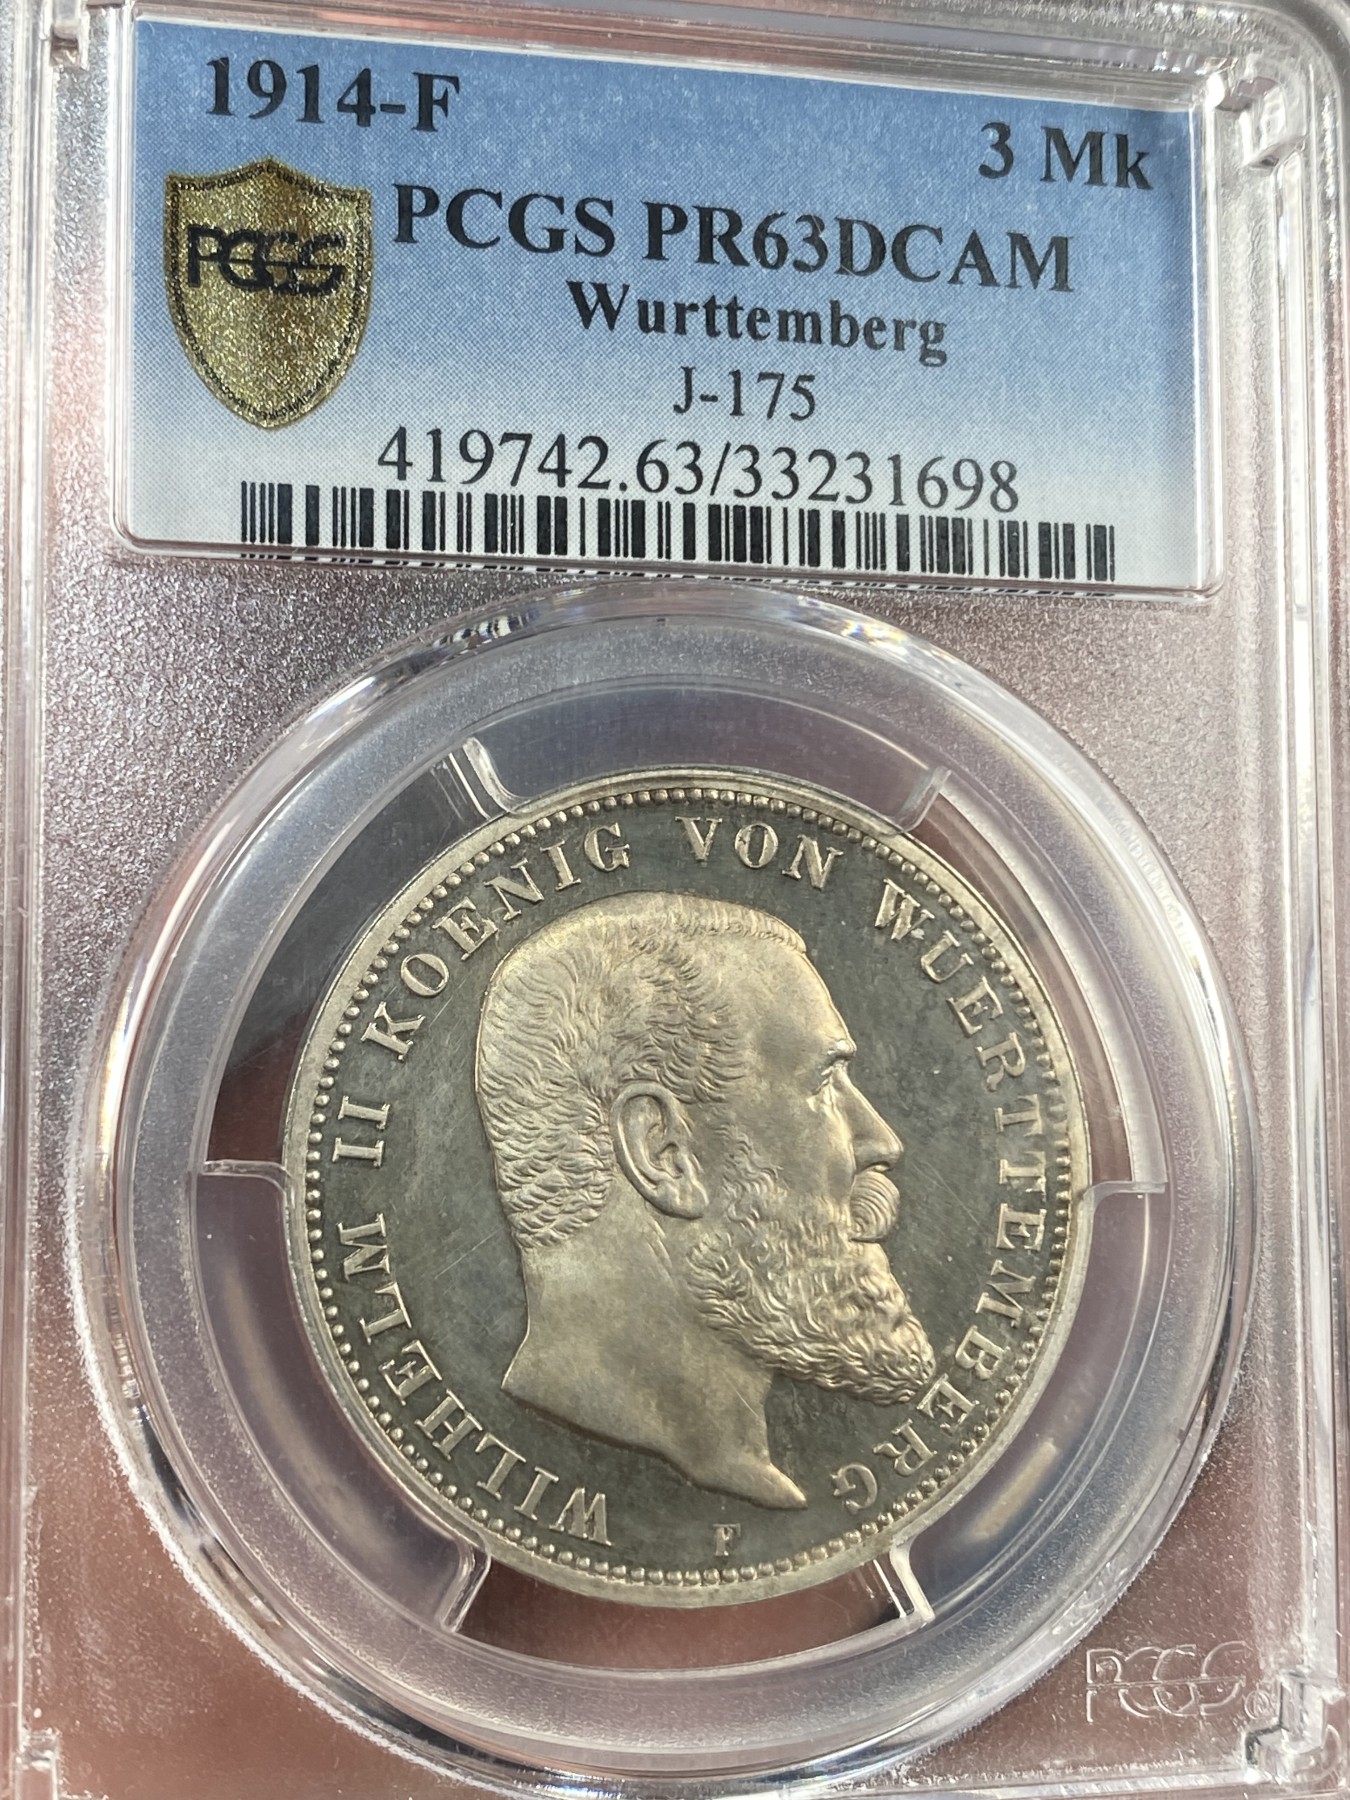 1914-F
3 Mk
PCGS
PCGS PR63DCAM
Wurttemberg
J-175
419742.63/33231698
WILHELM II KOENIG VON WUERTTEMBERG
F
PCGS